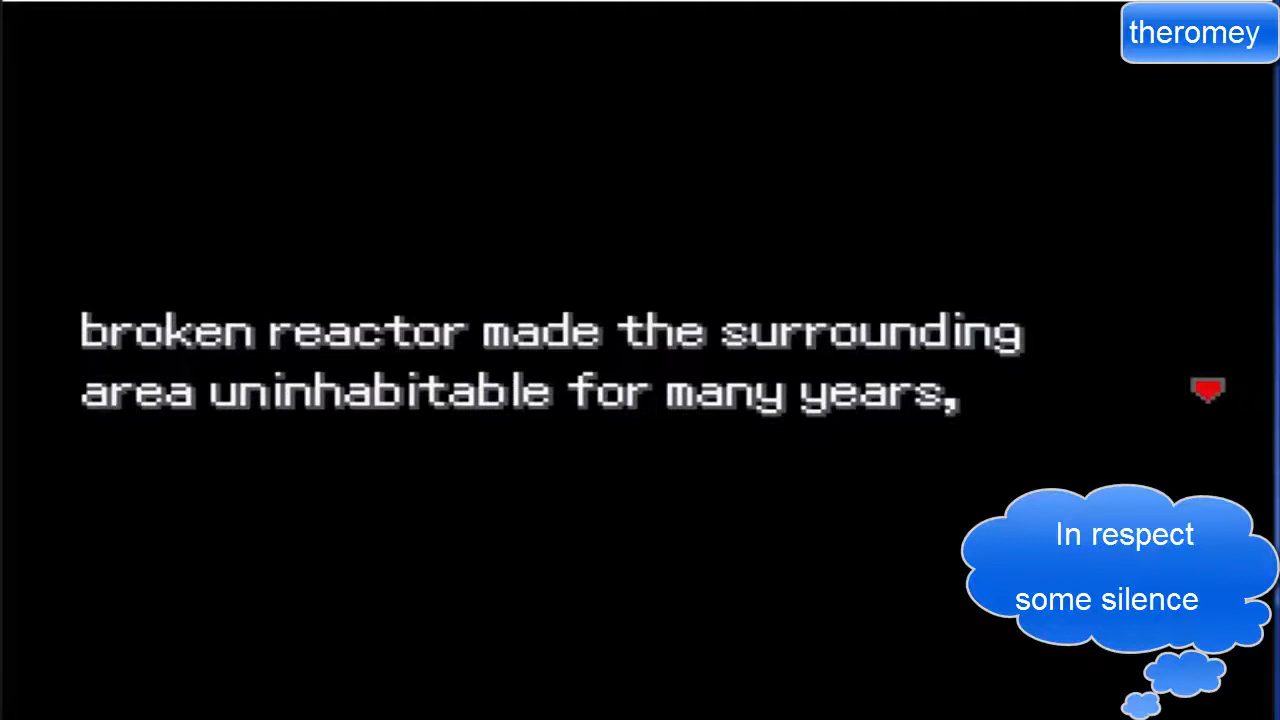 theromey
broken reactor made the surrounding
area uninhabitable for many years,
In respect
some silence